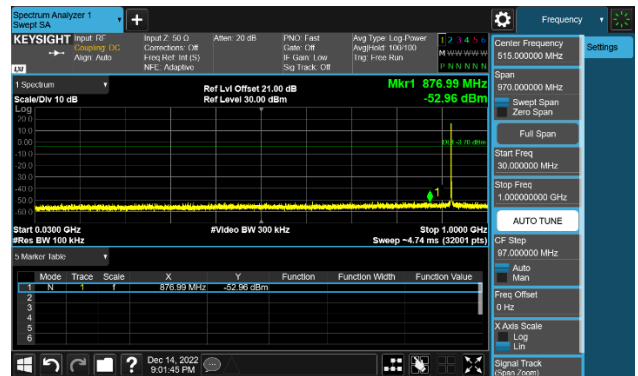 Spectrum Analyzer 1
Swept SA
Frequency
KEYSIGHT
Input: RF
Coupling: DC
Align: Auto
Input Z: 50 Ω
Corrections: Off
Freq Ref: Int (S)
NFE: Adaptive
Atten: 20 dB
PNO: Fast
Gate: Off
IF Gain: Low
Sig Track: Off
Avg Type: Log-Power
Avg|Hold: 100/100
Trig: Free Run
1 2 3 4 5 6
M W W W W W
P N N N N N
LXI
1 Spectrum
Scale/Div 10 dB
Ref Lvl Offset 21.00 dB
Ref Level 30.00 dBm
Mkr1 876.99 MHz
-52.96 dBm
Log
20.0
10.0
0.00
-10.0
-20.0
-30.0
-40.0
-50.0
-60.0
DL1 -3.70 dBm
1
Start 0.0300 GHz
#Res BW 100 kHz
#Video BW 300 kHz
Stop 1.0000 GHz
Sweep ~4.74 ms (32001 pts)
5 Marker Table
Mode Trace Scale X Y Function Function Width Function Value
1 N 1 f 876.99 MHz -52.96 dBm
2
3
4
5
6
Dec 14, 2022
9:01:45 PM
Center Frequency
515.000000 MHz
Settings
Span
970.000000 MHz
Swept Span
Zero Span
Full Span
Start Freq
30.000000 MHz
Stop Freq
1.00000000 GHz
AUTO TUNE
CF Step
97.000000 MHz
Auto
Man
Freq Offset
0 Hz
X Axis Scale
Log
Lin
Signal Track
(Span Zoom)